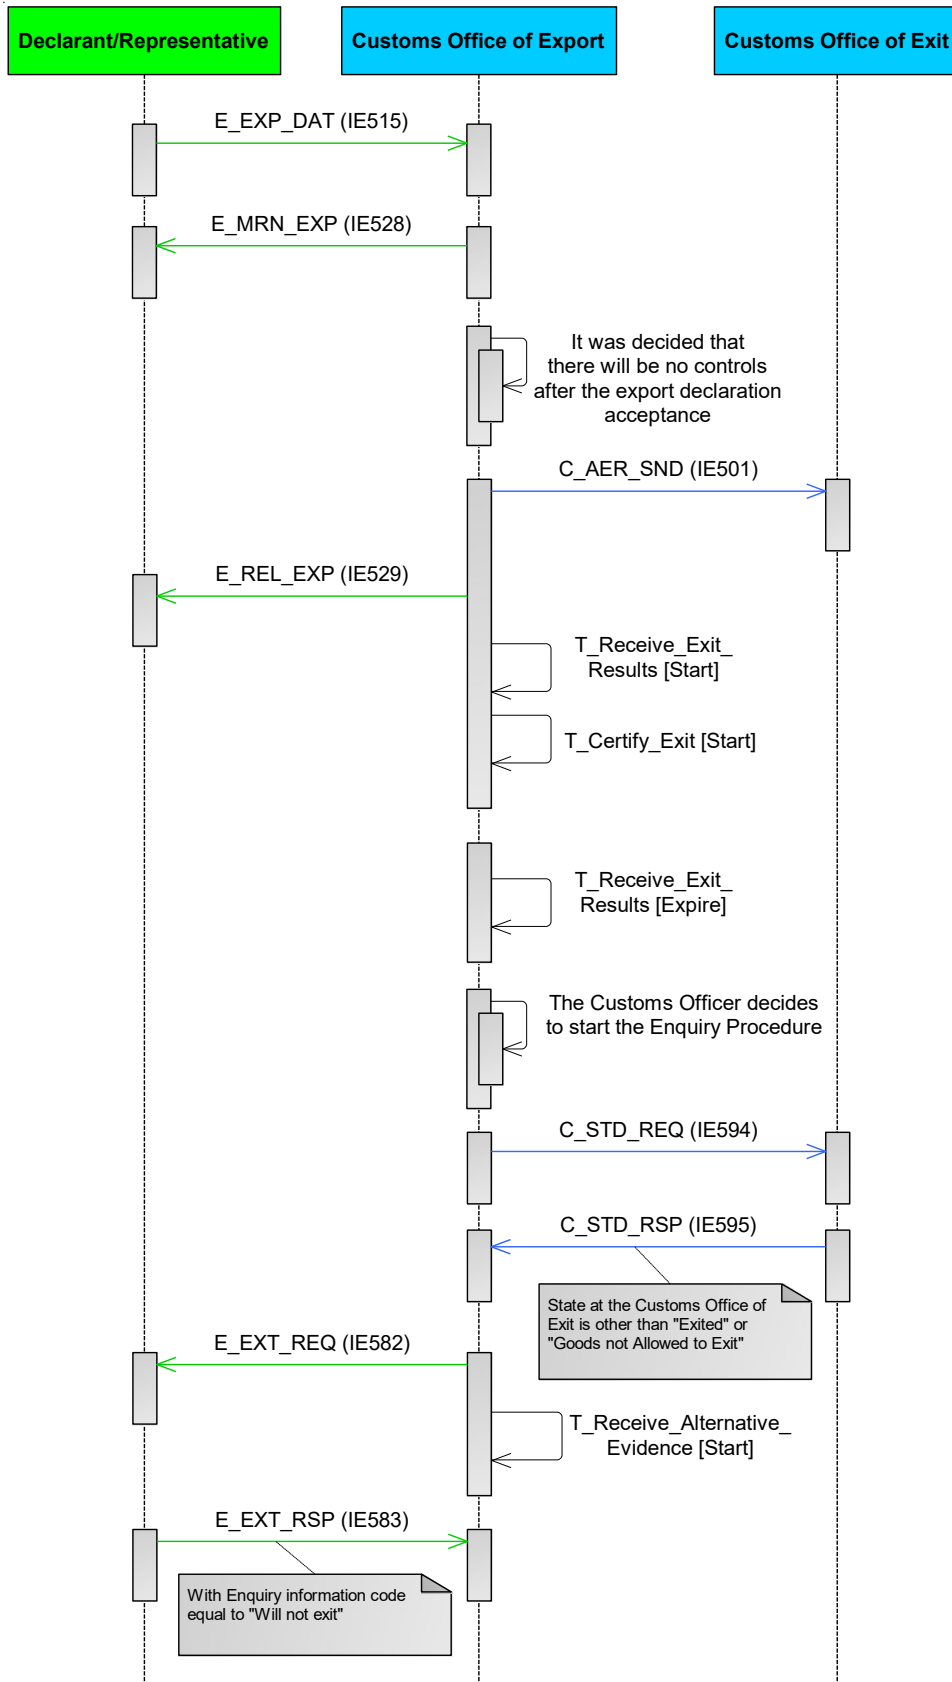 Declarant/Representative
Customs Office of Export
Customs Office of Exit
E_EXP_DAT (IE515)
E_MRN_EXP (IE528)
It was decided that
there will be no controls
after the export declaration
acceptance
C_AER_SND (IE501)
E_REL_EXP (IE529)
T_Receive_Exit_
Results [Start]
T_Certify_Exit [Start]
T_Receive_Exit_
Results [Expire]
The Customs Officer decides
to start the Enquiry Procedure
C_STD_REQ (IE594)
C_STD_RSP (IE595)
State at the Customs Office of
Exit is other than "Exited" or
"Goods not Allowed to Exit"
E_EXT_REQ (IE582)
T_Receive_Alternative_
Evidence [Start]
E_EXT_RSP (IE583)
With Enquiry information code
equal to "Will not exit"